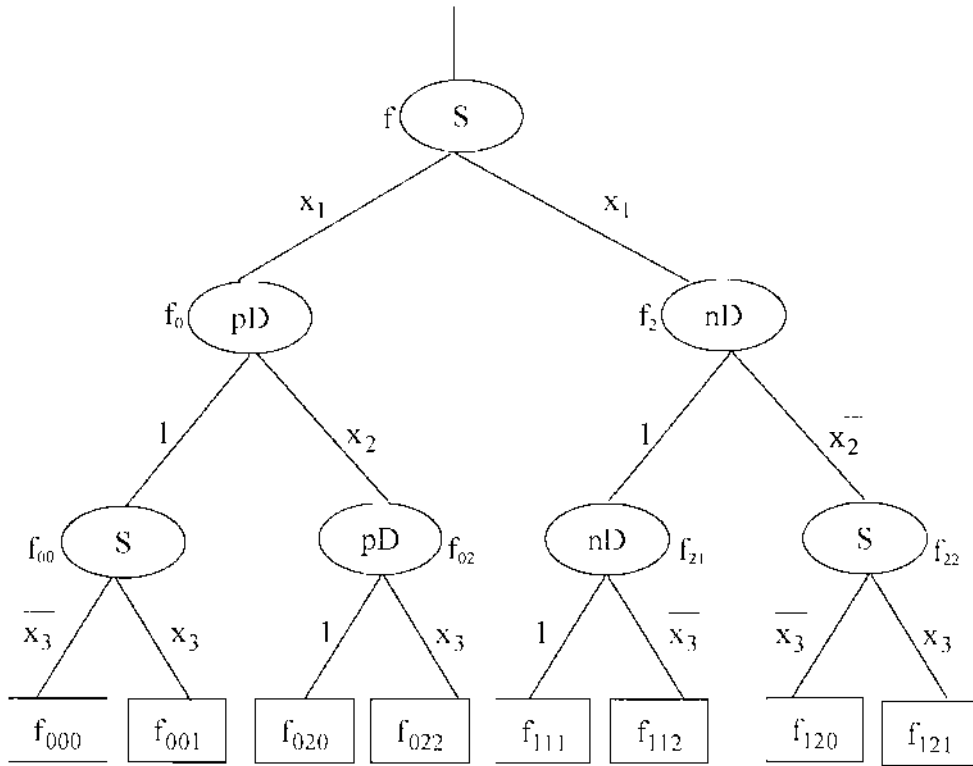 f S
x₁ x₁
f₀ pD f₂ nD
1 x₂ 1 x̅₂
f₀₀ S pD f₀₂ nD f₂₁ S f₂₂
x̅₃ x₃ 1 x₃ 1 x̅₃ x̅₃ x₃
f₀₀₀ f₀₀₁ f₀₂₀ f₀₂₂ f₁₁₁ f₁₁₂ f₁₂₀ f₁₂₁